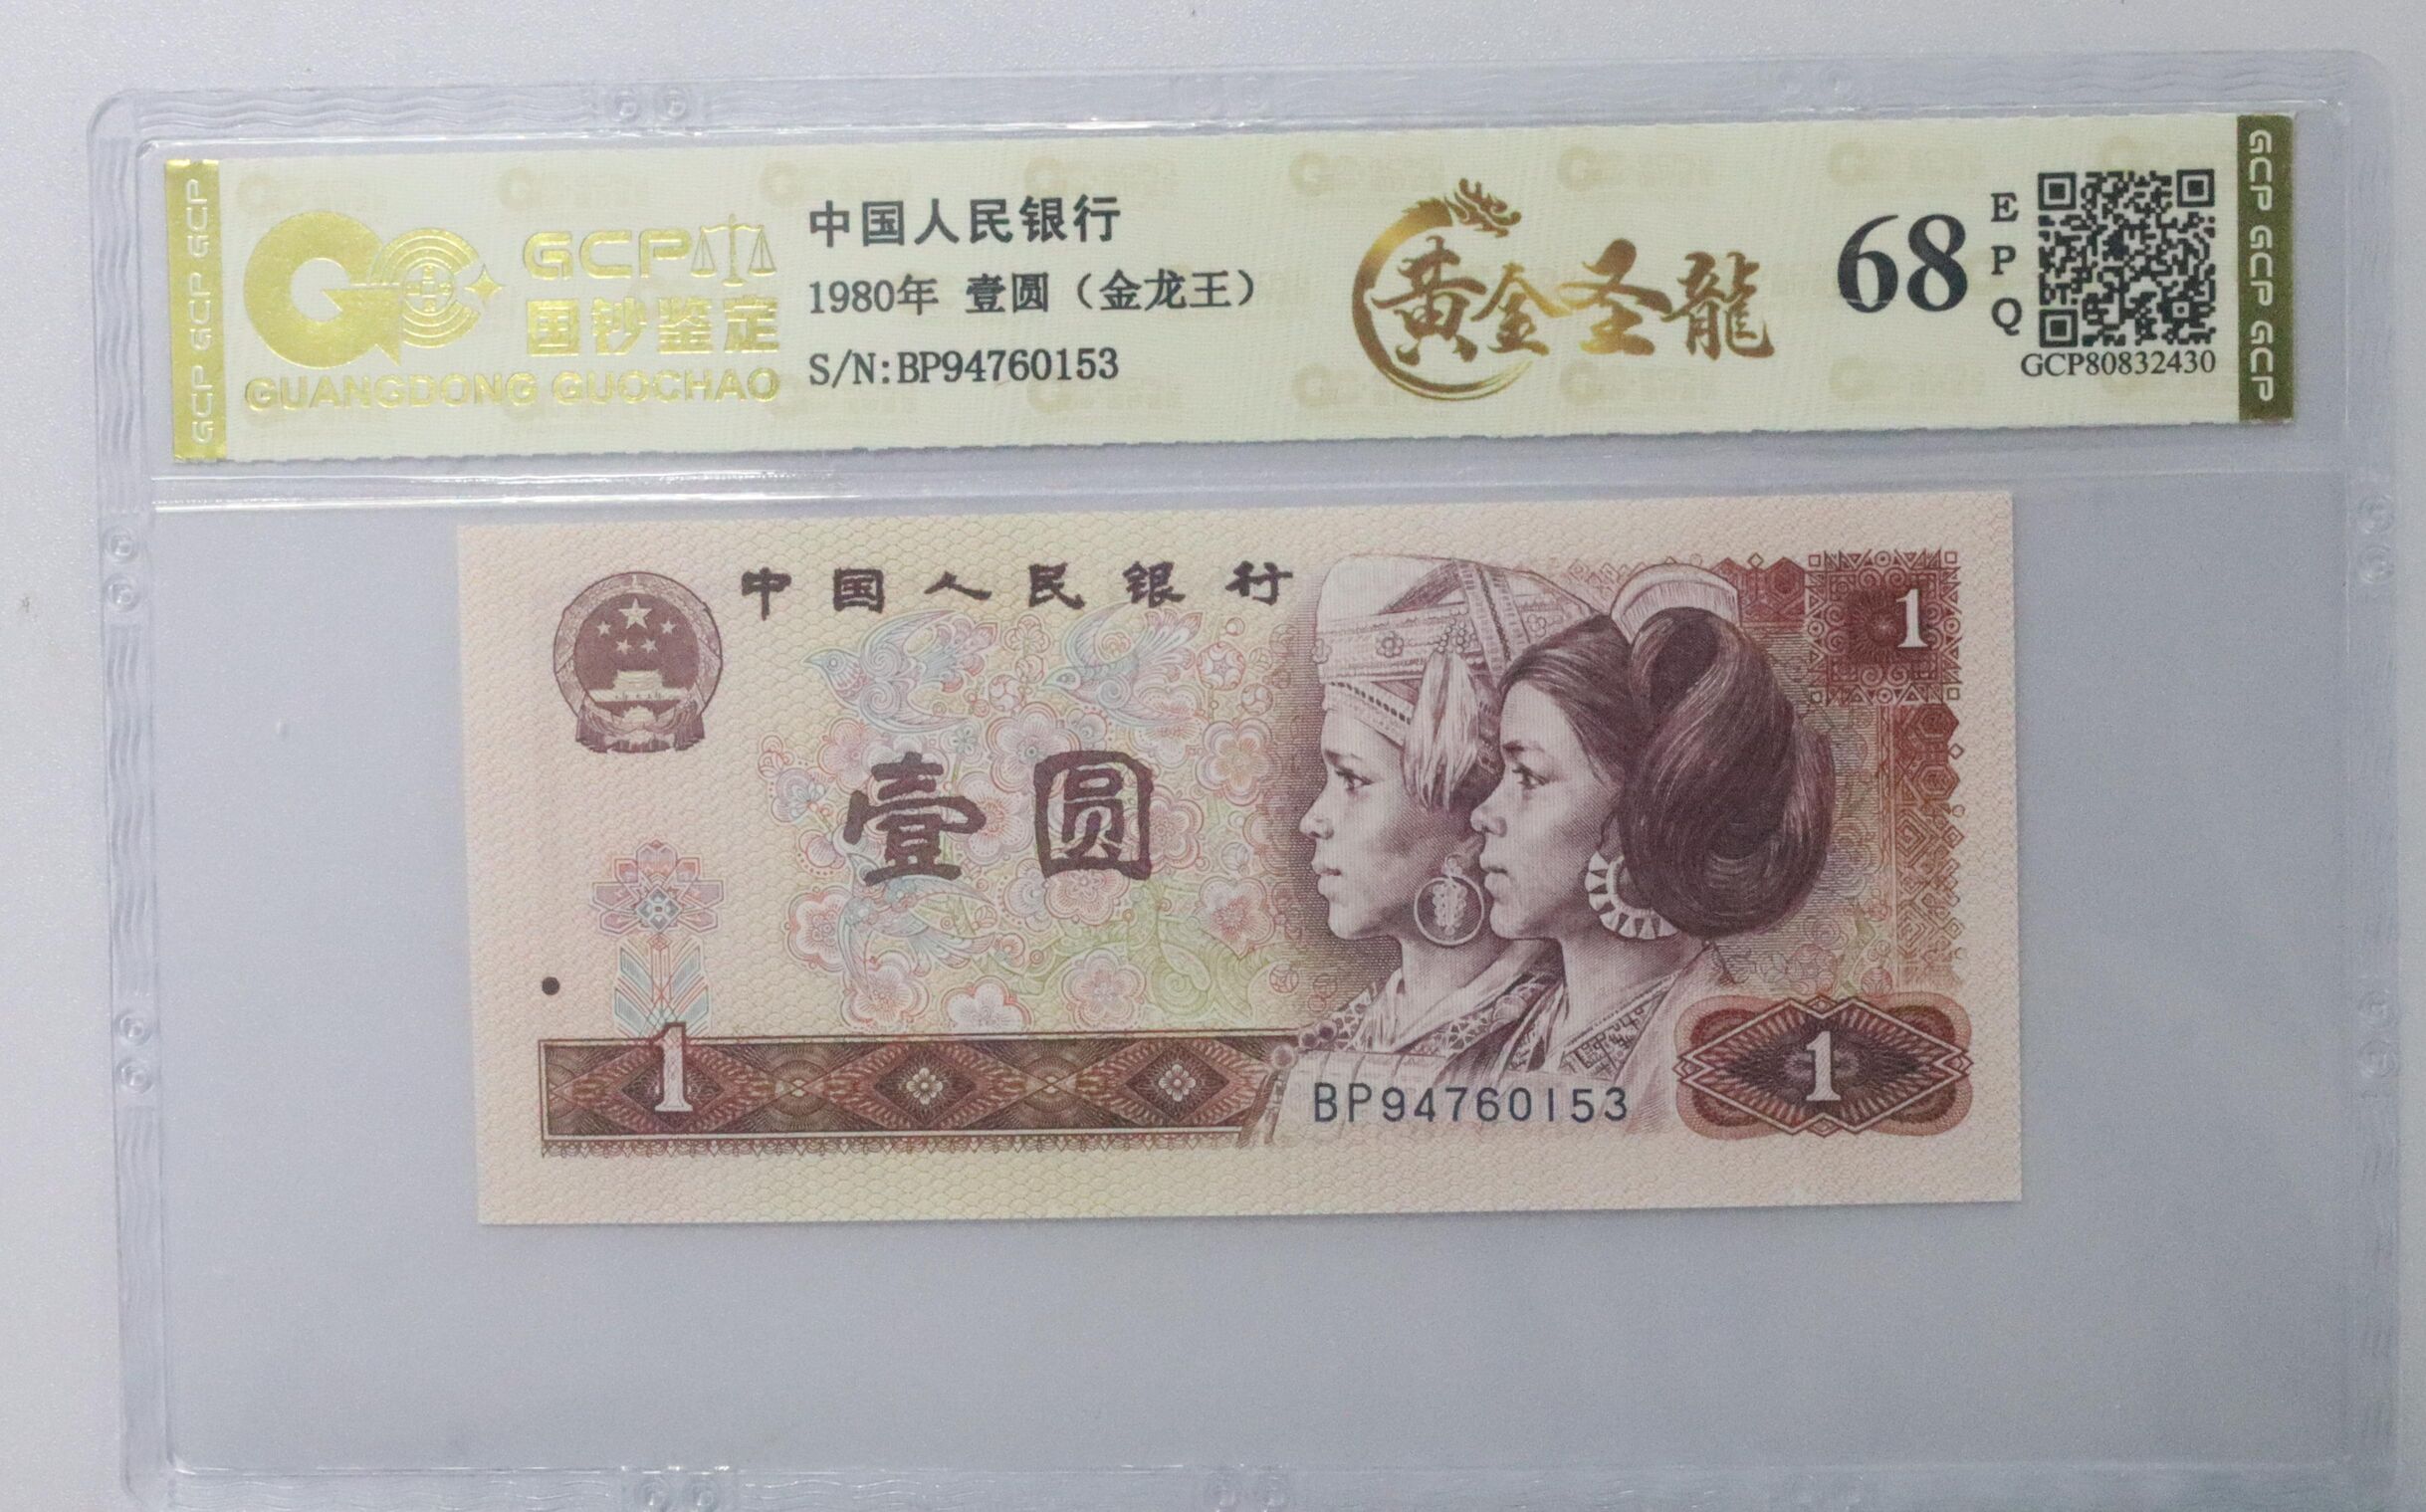 GCP GCP GCP
GCP
国钞鉴定
GUANGDONG GUOCHAO
中国人民银行
1980年 壹圆（金龙王）
S/N:BP94760153
黄金圣龍
68
E
P
Q
GCP80832430
GCP GCP GCP
中国人民银行
1
壹圆
1
BP94760153
1